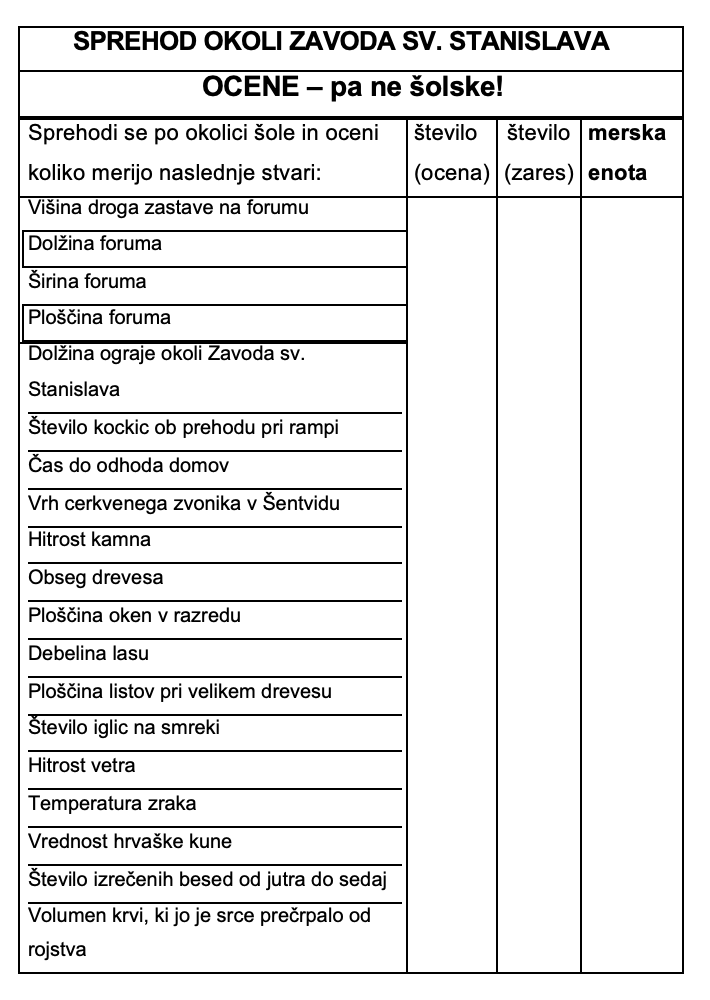 SPREHOD OKOLI ZAVODA SV. STANISLAVA
OCENE – pa ne šolske!
Sprehodi se po okolici šole in oceni
koliko merijo naslednje stvari:
število
(ocena)
število
(zares)
merska
enota
Višina droga zastave na forumu
Dolžina foruma
Širina foruma
Ploščina foruma
Dolžina ograje okoli Zavoda sv.
Stanislava
Število kockic ob prehodu pri rampi
Čas do odhoda domov
Vrh cerkvenega zvonika v Šentvidu
Hitrost kamna
Obseg drevesa
Ploščina oken v razredu
Debelina lasu
Ploščina listov pri velikem drevesu
Število iglic na smreki
Hitrost vetra
Temperatura zraka
Vrednost hrvaške kune
Število izrečenih besed od jutra do sedaj
Volumen krvi, ki jo je srce prečrpalo od
rojstva